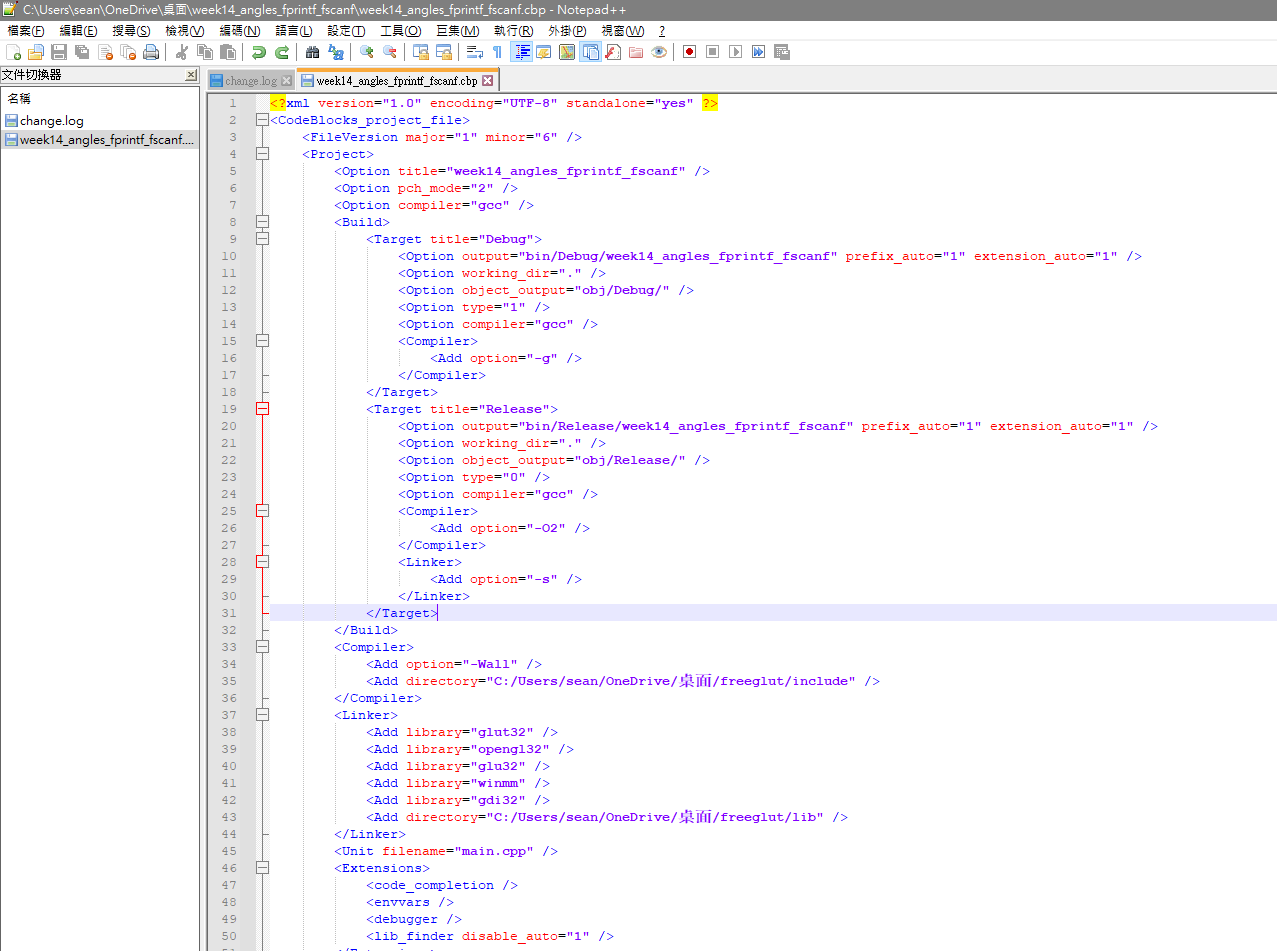 C:\Users\sean\OneDrive\桌面\week14_angles_fprintf_fscanf\week14_angles_fprintf_fscanf.cbp - Notepad++
檔案(F) 編輯(E) 搜尋(S) 檢視(V) 編碼(N) 語言(L) 設定(T) 工具(O) 巨集(M) 執行(R) 外掛(P) 視窗(W) ?
文件切換器
change.log week14_angles_fprintf_fscanf.cbp
名稱
change.log
week14_angles_fprintf_fscanf....
1 <?xml version="1.0" encoding="UTF-8" standalone="yes" ?>
2 <CodeBlocks_project_file>
3 <FileVersion major="1" minor="6" />
4 <Project>
5 <Option title="week14_angles_fprintf_fscanf" />
6 <Option pch_mode="2" />
7 <Option compiler="gcc" />
8 <Build>
9 <Target title="Debug">
10 <Option output="bin/Debug/week14_angles_fprintf_fscanf" prefix_auto="1" extension_auto="1" />
11 <Option working_dir="." />
12 <Option object_output="obj/Debug/" />
13 <Option type="1" />
14 <Option compiler="gcc" />
15 <Compiler>
16 <Add option="-g" />
17 </Compiler>
18 </Target>
19 <Target title="Release">
20 <Option output="bin/Release/week14_angles_fprintf_fscanf" prefix_auto="1" extension_auto="1" />
21 <Option working_dir="." />
22 <Option object_output="obj/Release/" />
23 <Option type="0" />
24 <Option compiler="gcc" />
25 <Compiler>
26 <Add option="-O2" />
27 </Compiler>
28 <Linker>
29 <Add option="-s" />
30 </Linker>
31 </Target>
32 </Build>
33 <Compiler>
34 <Add option="-Wall" />
35 <Add directory="C:/Users/sean/OneDrive/桌面/freeglut/include" />
36 </Compiler>
37 <Linker>
38 <Add library="glut32" />
39 <Add library="opengl32" />
40 <Add library="glu32" />
41 <Add library="winmm" />
42 <Add library="gdi32" />
43 <Add directory="C:/Users/sean/OneDrive/桌面/freeglut/lib" />
44 </Linker>
45 <Unit filename="main.cpp" />
46 <Extensions>
47 <code_completion />
48 <envvars />
49 <debugger />
50 <lib_finder disable_auto="1" />